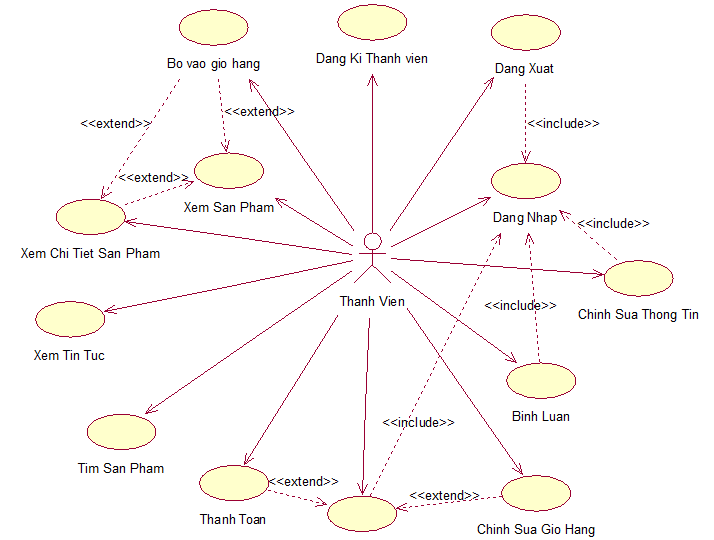 Bo vao gio hang
Dang Ki Thanh vien
Dang Xuat
<<extend>>
<<extend>>
<<include>>
<<extend>>
Xem San Pham
Dang Nhap
<<include>>
Xem Chi Tiet San Pham
Thanh Vien
<<include>>
Chinh Sua Thong Tin
Xem Tin Tuc
Binh Luan
<<include>>
Tim San Pham
<<extend>>
<<extend>>
Thanh Toan
Chinh Sua Gio Hang